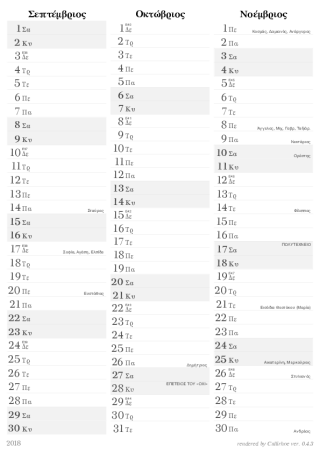 Σεπτέμβριος
1 Σα
2 Κυ
3 Δε
4 Τρ
5 Τε
6 Πε
7 Πα
8 Σα
9 Κυ
10 Δε
11 Τρ
12 Τε
13 Πε
14 Πα Σταύρος
15 Σα
16 Κυ
17 Δε Σοφία, Αγάπη, Ελπίδα
18 Τρ
19 Τε
20 Πε Ευστάθιος
21 Πα
22 Σα
23 Κυ
24 Δε
25 Τρ
26 Τε
27 Πε
28 Πα
29 Σα
30 Κυ
Οκτώβριος
1 Δε
2 Τρ
3 Τε
4 Πε
5 Πα
6 Σα
7 Κυ
8 Δε
9 Τρ
10 Τε
11 Πε
12 Πα
13 Σα
14 Κυ
15 Δε
16 Τρ
17 Τε
18 Πε
19 Πα
20 Σα
21 Κυ
22 Δε
23 Τρ
24 Τε
25 Πε
26 Πα Δημήτριος
27 Σα
28 Κυ ΕΠΕΤΕΙΟΣ ΤΟΥ «ΟΧΙ»
29 Δε
30 Τρ
31 Τε
Νοέμβριος
1 Πε Κοσμάς, Δαμιανός, Ανάργυρος
2 Πα
3 Σα
4 Κυ
5 Δε
6 Τρ
7 Τε
8 Πε
9 Πα Νεκτάριος
10 Σα Ορέστης
11 Κυ
12 Δε
13 Τρ
14 Τε Φίλιππος
15 Πε
16 Πα
17 Σα ΠΟΛΥΤΕΧΝΕΙΟ
18 Κυ
19 Δε
20 Τρ
21 Τε Εισόδια Θεοτόκου (Μαρία)
22 Πε
23 Πα
24 Σα
25 Κυ Αικατερίνη, Μερκούριος
26 Δε Στυλιανός
27 Τρ
28 Τε
29 Πε
30 Πα Ανδρέας
2018
rendered by Callirhoe ver. 0.4.3